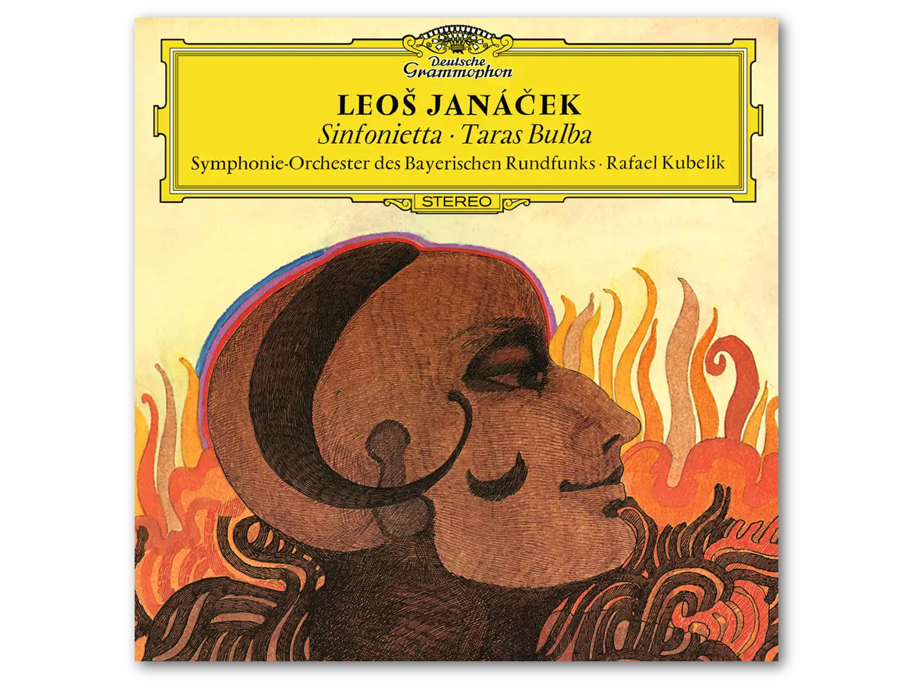 Deutsche
Grammophon
LEOŠ JANÁČEK
Sinfonietta · Taras Bulba
Symphonie-Orchester des Bayerischen Rundfunks · Rafael Kubelik
STEREO